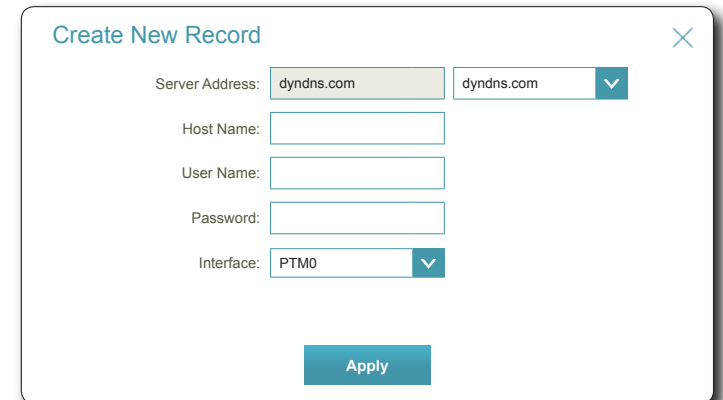 Create New Record
Server Address: dyndns.com dyndns.com
Host Name:
User Name:
Password:
Interface: PTM0
Apply